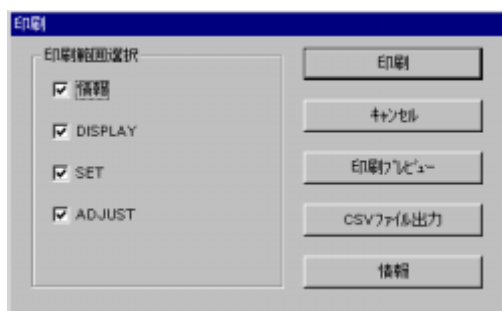 印刷
印刷範囲選択
情報
DISPLAY
SET
ADJUST
印刷
ｷｬﾝｾﾙ
印刷ﾌﾟﾚﾋﾞｭｰ
CSVﾌｧｲﾙ出力
情報